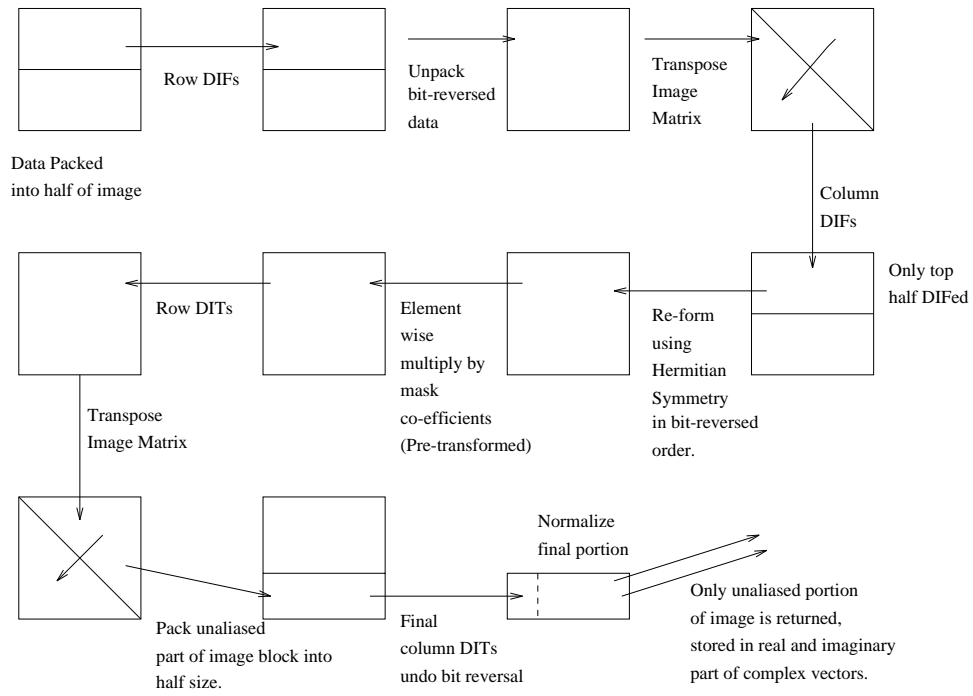 Row DIFs
Unpack
bit-reversed
data
Transpose
Image
Matrix
Data Packed
into half of image
Column
DIFs
Only top
half DIFed
Re-form
using
Hermitian
Symmetry
in bit-reversed
order.
Element
wise
multiply by
mask
co-efficients
(Pre-transformed)
Row DITs
Transpose
Image Matrix
Pack unaliased
part of image block into
half size.
Final
column DITs
undo bit reversal
Normalize
final portion
Only unaliased portion
of image is returned,
stored in real and imaginary
part of complex vectors.